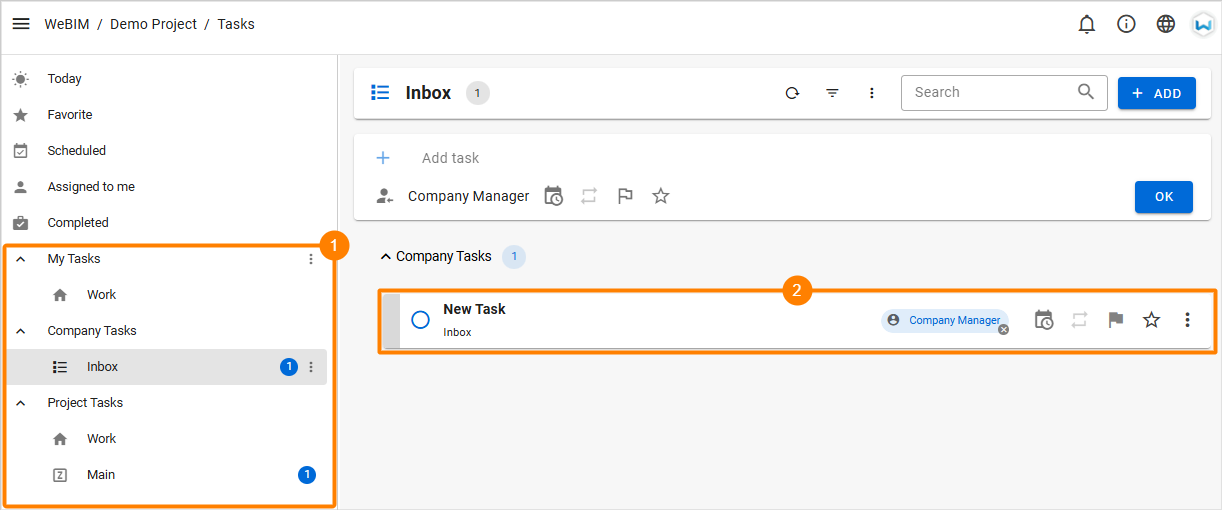 WeBIM / Demo Project / Tasks
Today
Favorite
Scheduled
Assigned to me
Completed
1
My Tasks
Work
Company Tasks
Inbox 1
Project Tasks
Work
Z Main 1
Inbox 1 Search + ADD
+ Add task
Company Manager OK
Company Tasks 1
2
New Task
Inbox
Company Manager